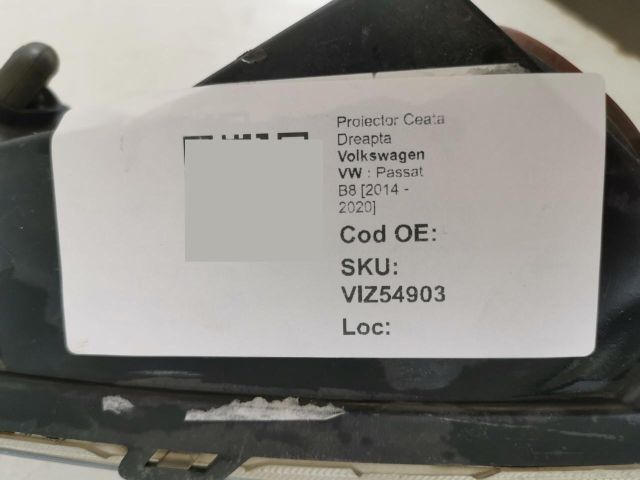 Proiector Ceata
Dreapta
Volkswagen
VW : Passat
B8 [2014 -
2020]
Cod OE:
SKU:
VIZ54903
Loc: